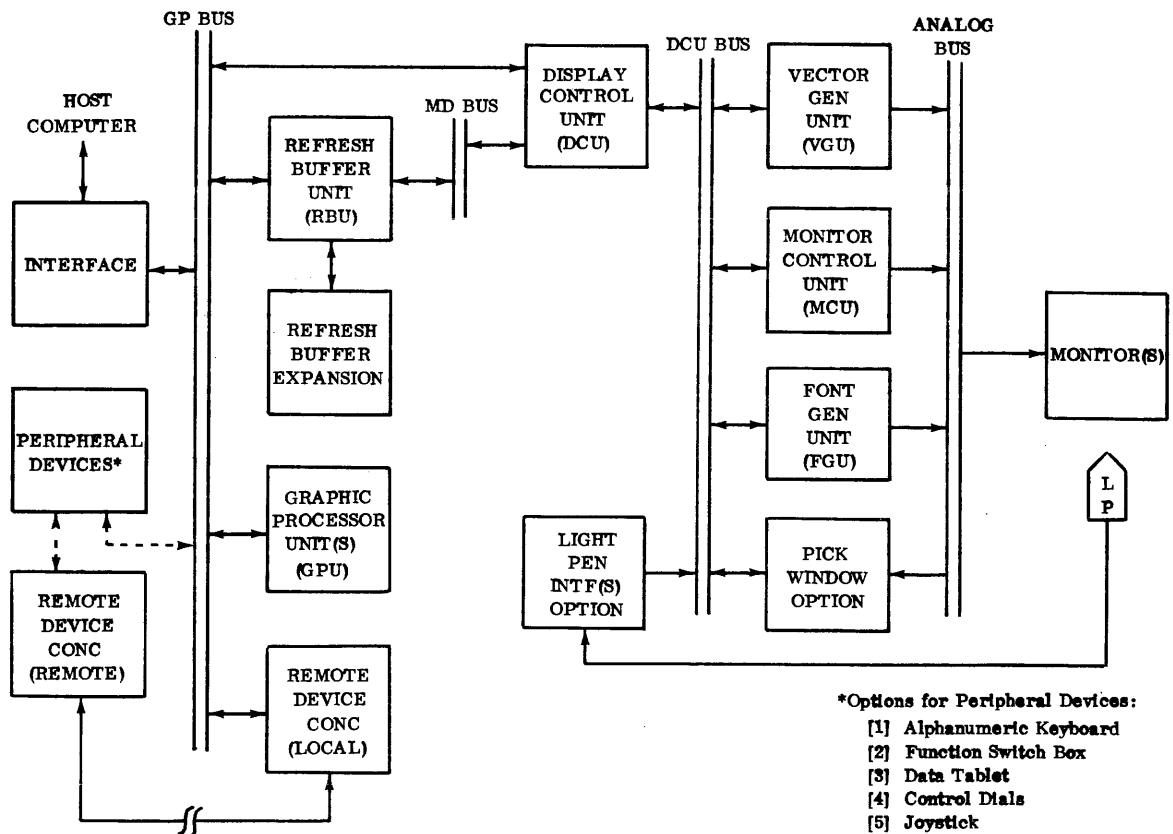 GP BUS
HOST
COMPUTER
INTERFACE
PERIPHERAL
DEVICES*
REMOTE
DEVICE
CONC
(REMOTE)
REFRESH
BUFFER
UNIT
(RBU)
REFRESH
BUFFER
EXPANSION
GRAPHIC
PROCESSOR
UNIT(S)
(GPU)
REMOTE
DEVICE
CONC
(LOCAL)
MD BUS
DISPLAY
CONTROL
UNIT
(DCU)
LIGHT
PEN
INTF(S)
OPTION
DCU BUS
VECTOR
GEN
UNIT
(VGU)
MONITOR
CONTROL
UNIT
(MCU)
FONT
GEN
UNIT
(FGU)
PICK
WINDOW
OPTION
ANALOG
BUS
MONITOR(S)
L
P
*Options for Peripheral Devices:
[1] Alphanumeric Keyboard
[2] Function Switch Box
[3] Data Tablet
[4] Control Dials
[5] Joystick